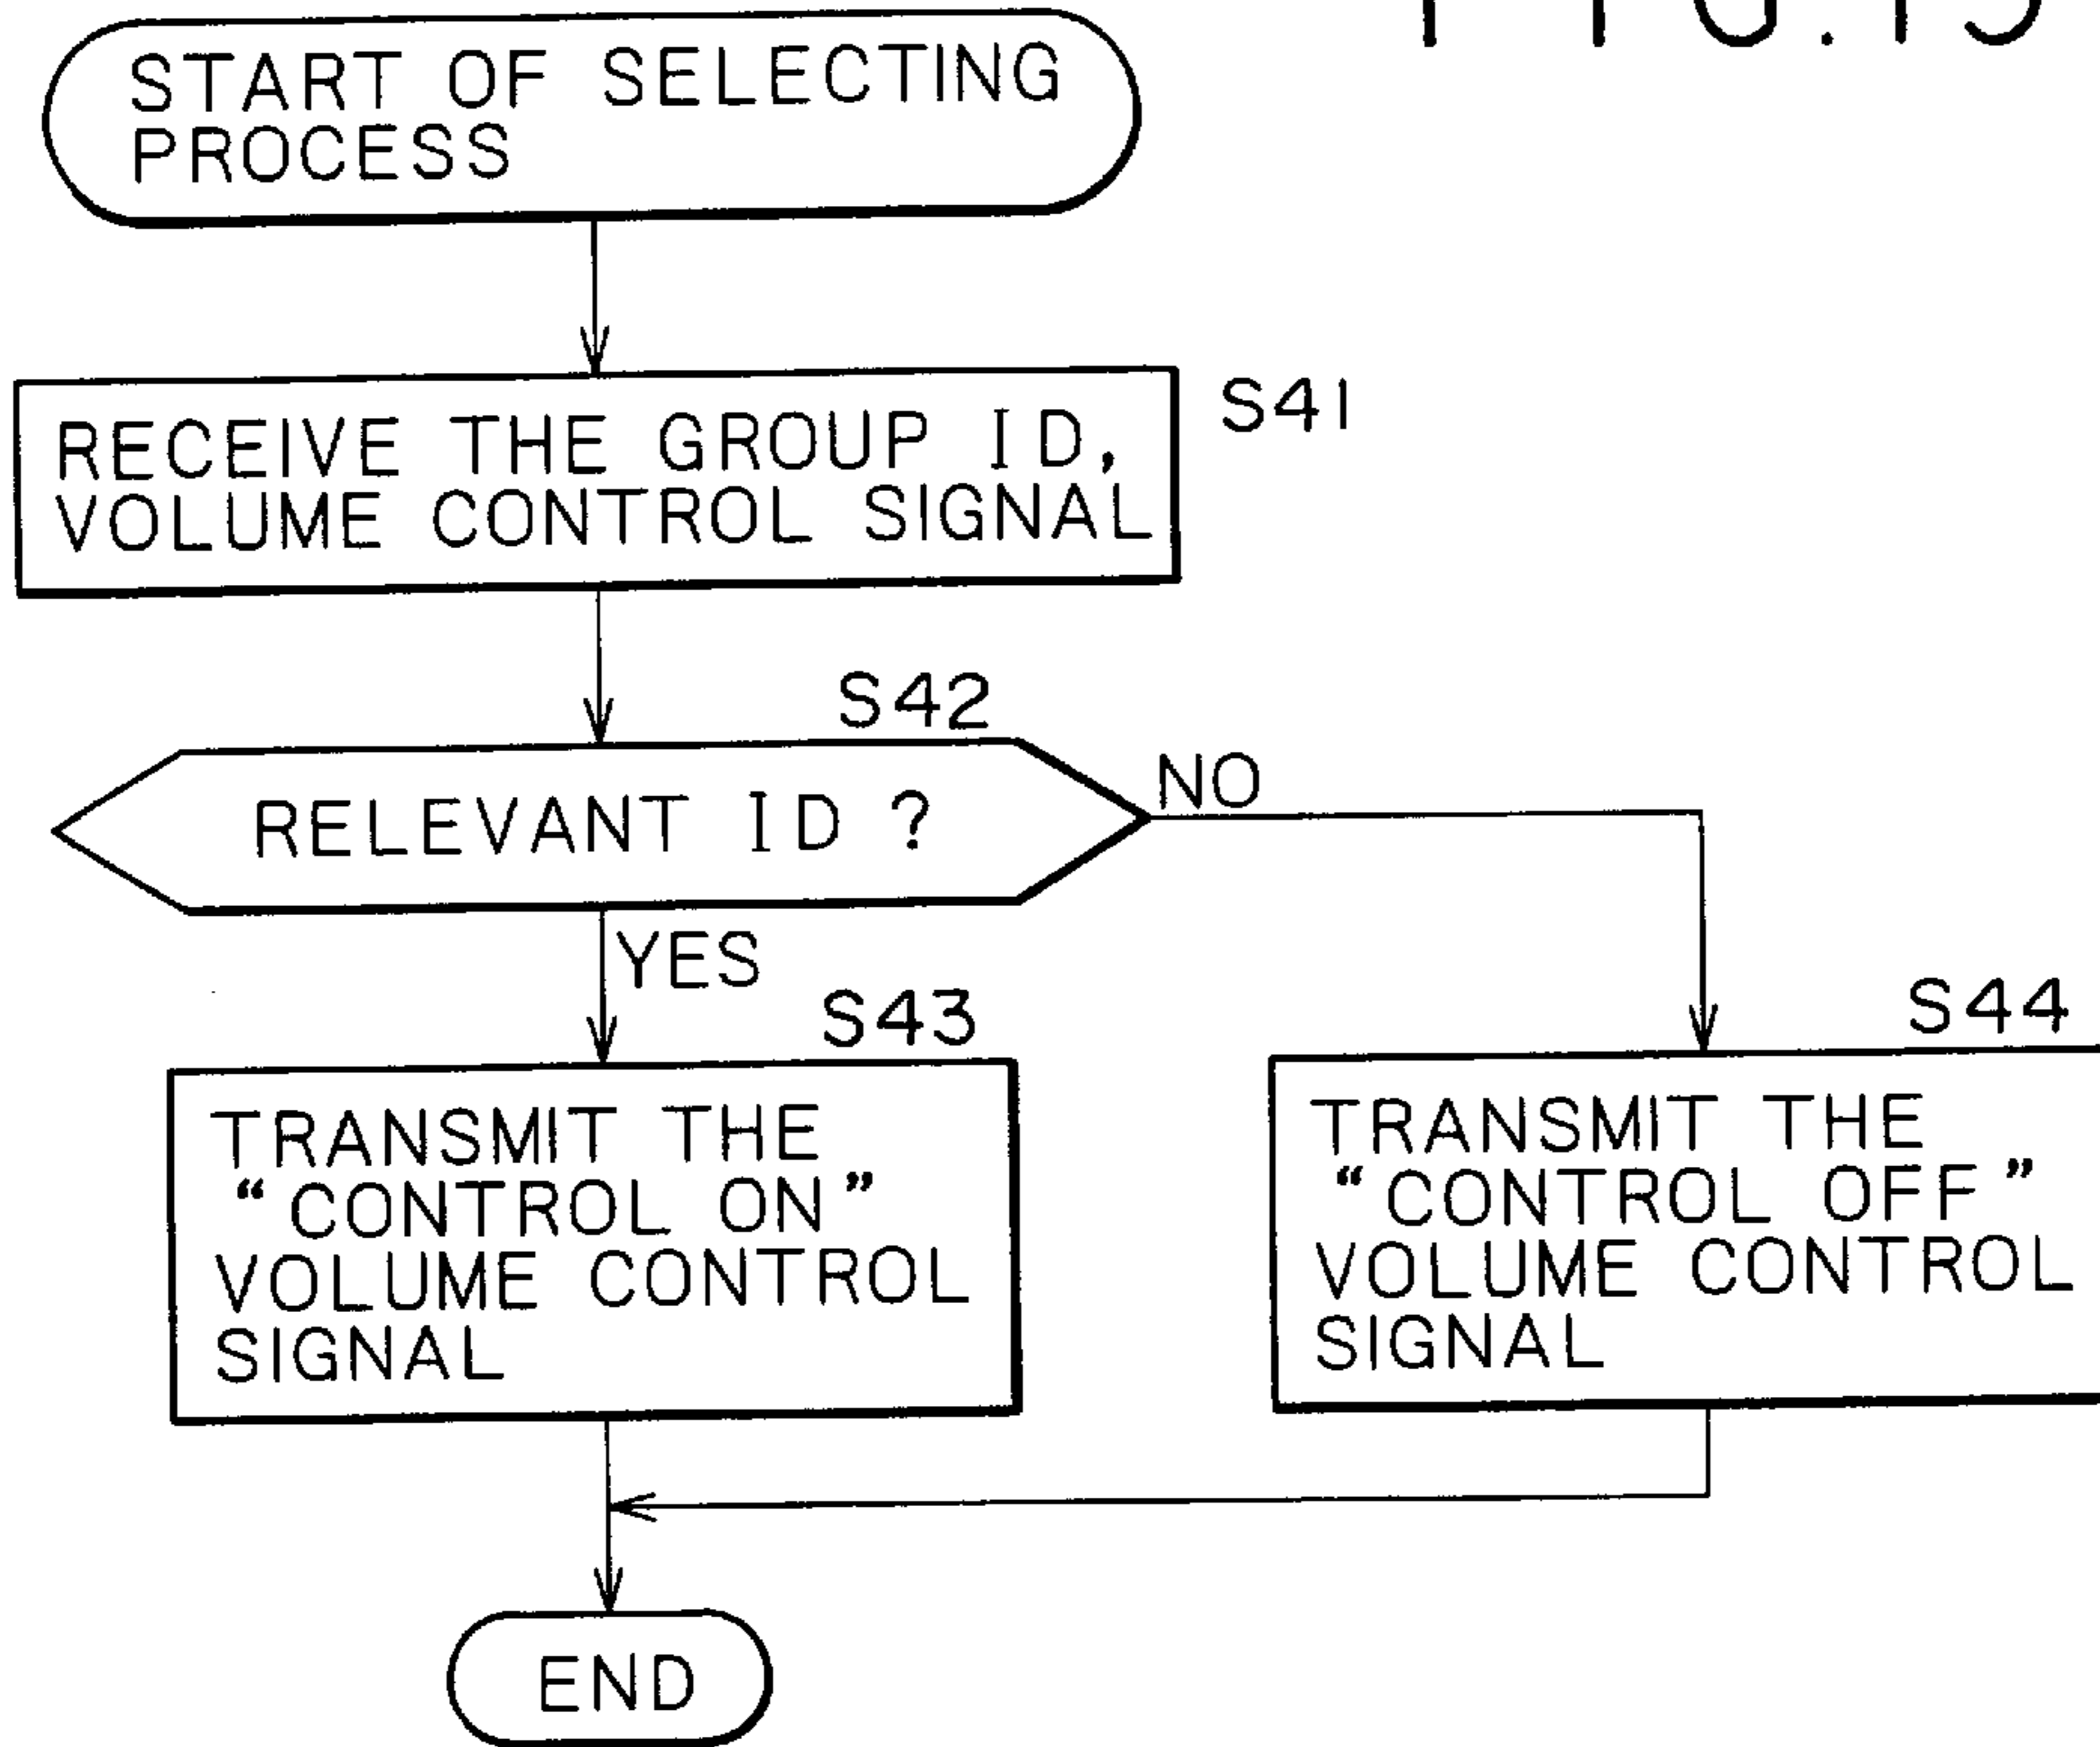 START OF SELECTING
PROCESS
S41
RECEIVE THE GROUP ID,
VOLUME CONTROL SIGNAL
S42
RELEVANT ID ?
NO
YES
S43
TRANSMIT THE
“CONTROL ON”
VOLUME CONTROL
SIGNAL
S44
TRANSMIT THE
“CONTROL OFF”
VOLUME CONTROL
SIGNAL
END